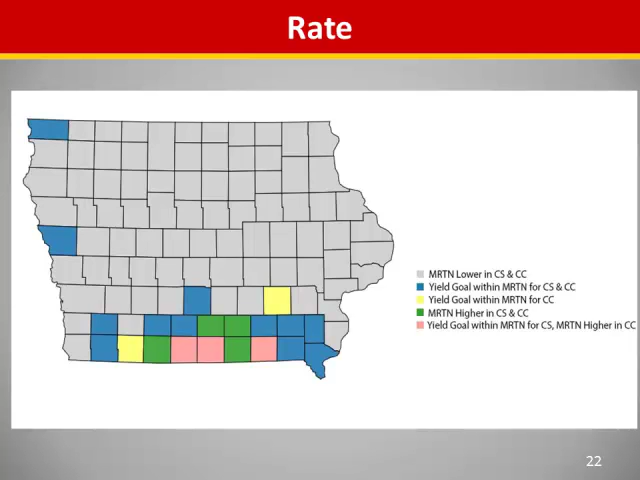 Rate
MRTN Lower in CS & CC
Yield Goal within MRTN for CS & CC
Yield Goal within MRTN for CC
MRTN Higher in CS & CC
Yield Goal within MRTN for CS, MRTN Higher in CC
22